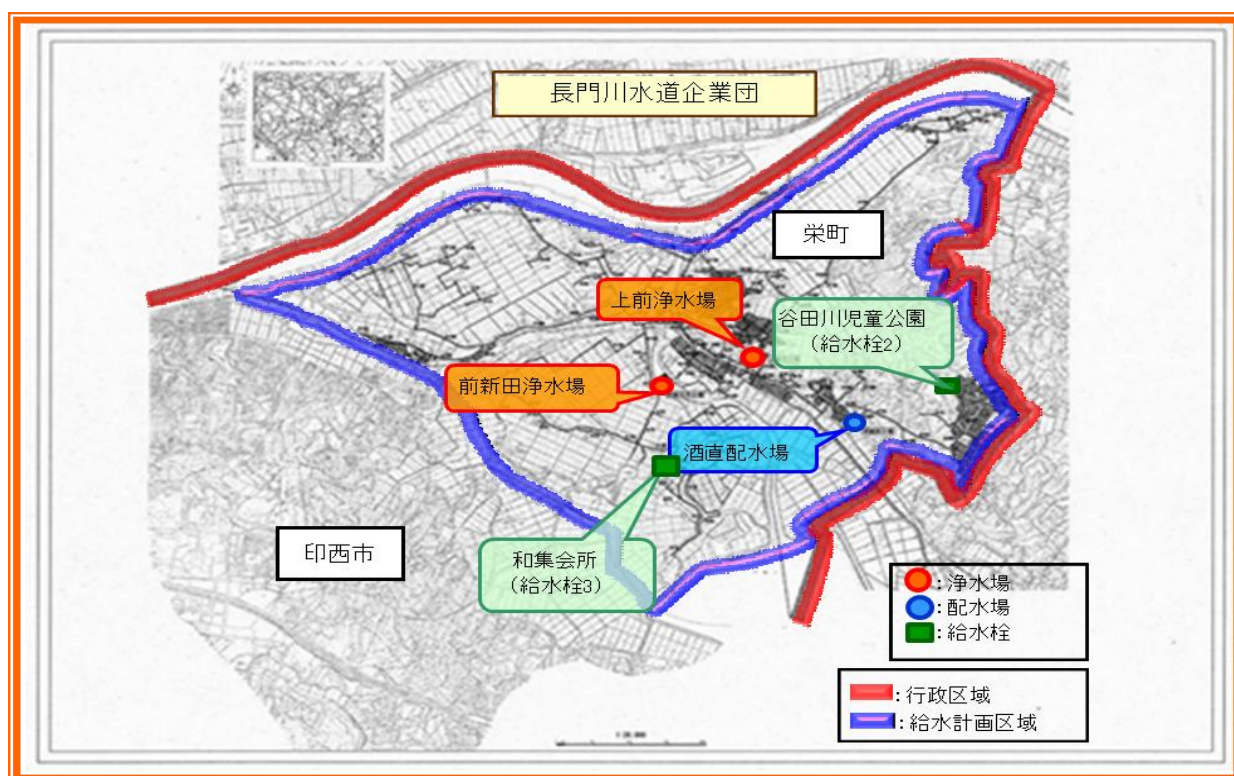 長門川水道企業団
栄町
上前浄水場
谷田川児童公園
（給水栓2）
前新田浄水場
酒直配水場
印西市
和集会所
（給水栓3）
：浄水場
：配水場
：給水栓
：行政区域
：給水計画区域